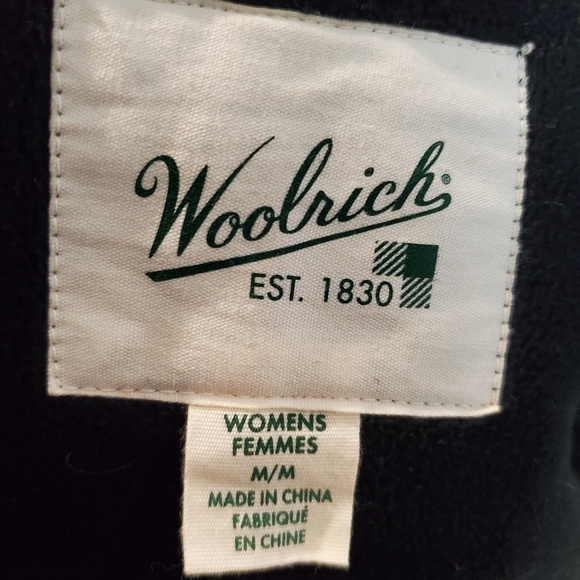 Woolrich®
EST. 1830
WOMENS
FEMMES
M/M
MADE IN CHINA
FABRIQUÉ
EN CHINE